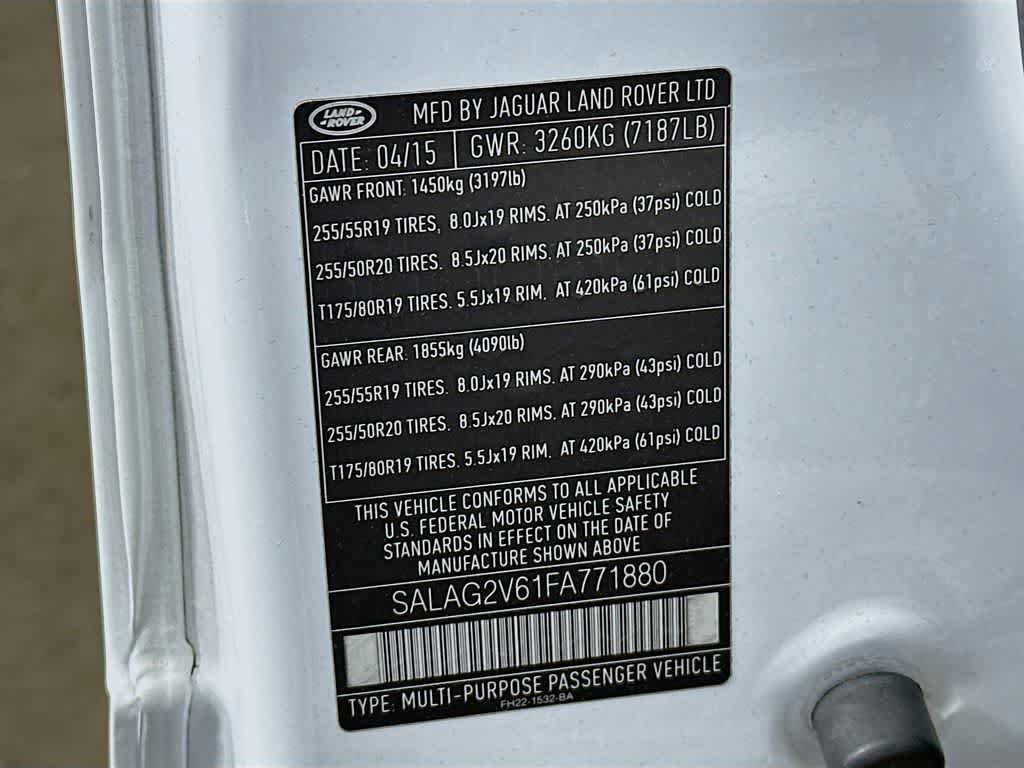 LAND ROVER
MFD BY JAGUAR LAND ROVER LTD
DATE: 04/15 GWR: 3260KG (7187LB)
GAWR FRONT: 1450kg (3197lb)
255/55R19 TIRES, 8.0Jx19 RIMS. AT 250kPa (37psi) COLD
255/50R20 TIRES. 8.5Jx20 RIMS. AT 250kPa (37psi) COLD
T175/80R19 TIRES. 5.5Jx19 RIM. AT 420kPa (61psi) COLD
GAWR REAR. 1855kg (4090lb)
255/55R19 TIRES. 8.0Jx19 RIMS. AT 290kPa (43psi) COLD
255/50R20 TIRES. 8.5Jx20 RIMS. AT 290kPa (43psi) COLD
T175/80R19 TIRES. 5.5Jx19 RIM. AT 420kPa (61psi) COLD
THIS VEHICLE CONFORMS TO ALL APPLICABLE
U.S. FEDERAL MOTOR VEHICLE SAFETY
STANDARDS IN EFFECT ON THE DATE OF
MANUFACTURE SHOWN ABOVE
SALAG2V61FA771880
TYPE: MULTI-PURPOSE PASSENGER VEHICLE
FH22-1532-BA